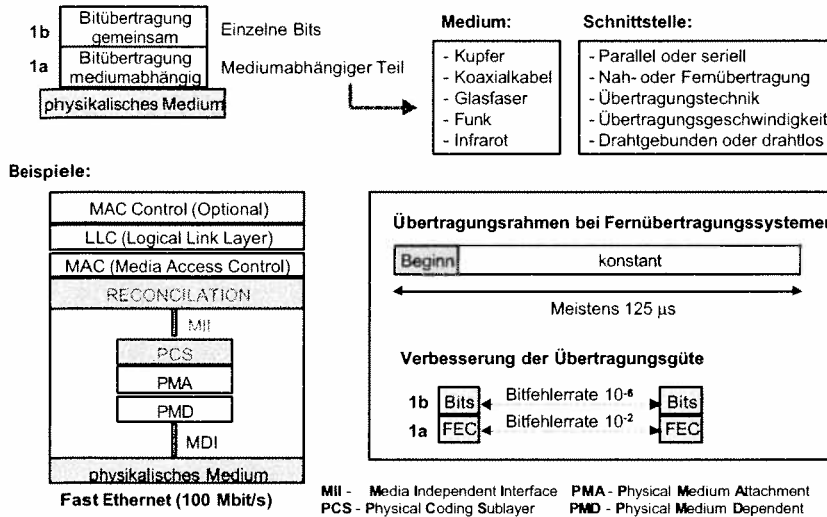 1b
Bitübertragung
gemeinsam
Einzelne Bits
1a
Bitübertragung
mediumabhängig
Mediumabhängiger Teil
physikalisches Medium
Medium:
- Kupfer
- Koaxialkabel
- Glasfaser
- Funk
- Infrarot
Schnittstelle:
- Parallel oder seriell
- Nah- oder Fernübertragung
- Übertragungstechnik
- Übertragungsgeschwindigkeit
- Drahtgebunden oder drahtlos
Beispiele:
MAC Control (Optional)
LLC (Logical Link Layer)
MAC (Media Access Control)
RECONCILATION
MII
PCS
PMA
PMD
MDI
physikalisches Medium
Fast Ethernet (100 Mbit/s)
Übertragungsrahmen bei Fernübertragungssystemen
Beginn konstant
Meistens 125 µs
Verbesserung der Übertragungsgüte
1b Bits Bitfehlerrate 10⁻⁶ Bits
1a FEC Bitfehlerrate 10⁻² FEC
MII - Media Independent Interface PMA - Physical Medium Attachment
PCS - Physical Coding Sublayer PMD - Physical Medium Dependent